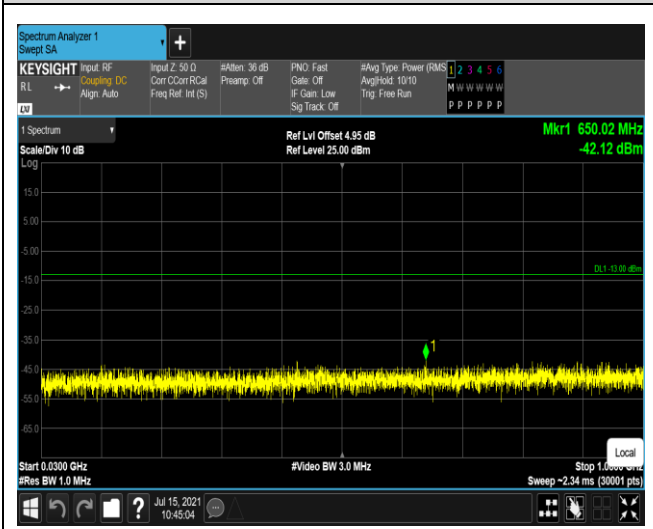 Spectrum Analyzer 1
Swept SA
+
KEYSIGHT
RL
LXI
Input: RF
Coupling: DC
Align: Auto
Input Z: 50 Ω
Corr CCorr RCal
Freq Ref: Int (S)
#Atten: 36 dB
Preamp: Off
PNO: Fast
Gate: Off
IF Gain: Low
Sig Track: Off
#Avg Type: Power (RMS
Avg|Hold: 10/10
Trig: Free Run
1 2 3 4 5 6
M W W W W W
P P P P P P
1 Spectrum
Scale/Div 10 dB
Log
Ref Lvl Offset 4.95 dB
Ref Level 25.00 dBm
Mkr1 650.02 MHz
-42.12 dBm
15.0
5.00
-5.00
DL1 -13.00 dBm
-15.0
-25.0
-35.0
1
-45.0
-55.0
-65.0
Local
Start 0.0300 GHz
#Res BW 1.0 MHz
#Video BW 3.0 MHz
Stop 1.0000 GHz
Sweep ~2.34 ms (30001 pts)
?
Jul 15, 2021
10:45:04